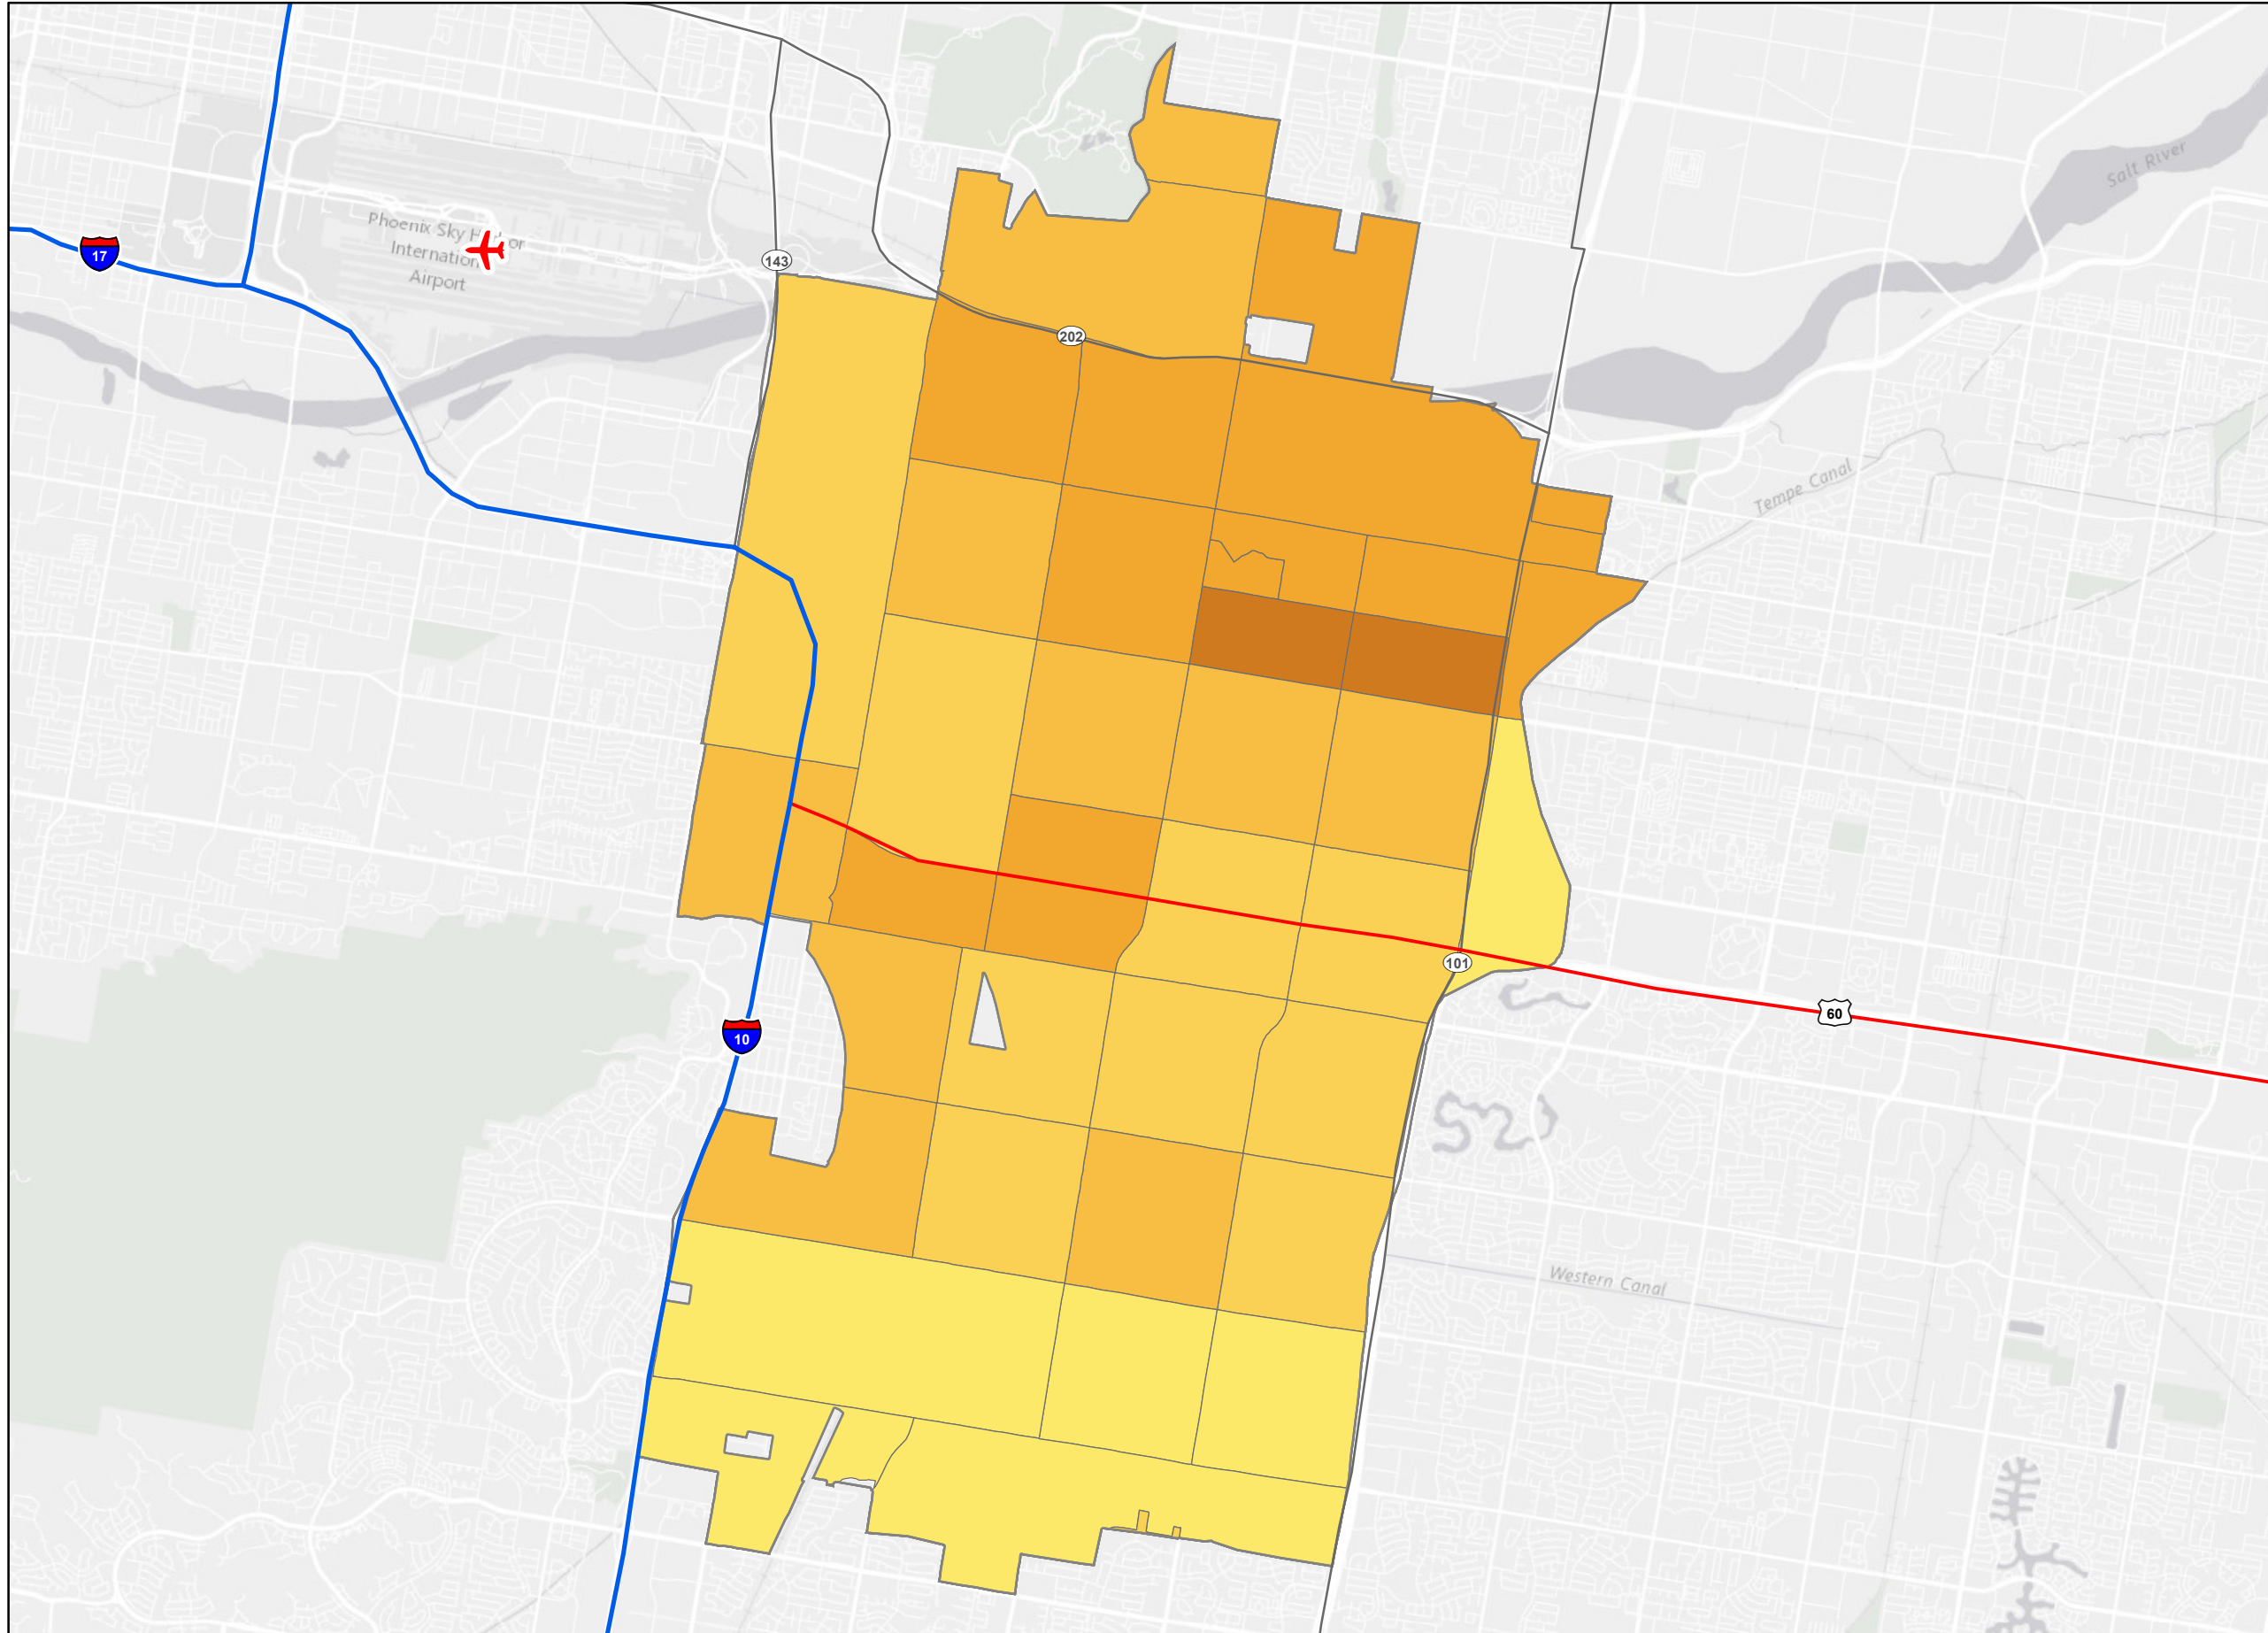 Salt River
17
Phoenix Sky Harbor
International
Airport
143
202
Tempe Canal
101
60
10
Western Canal